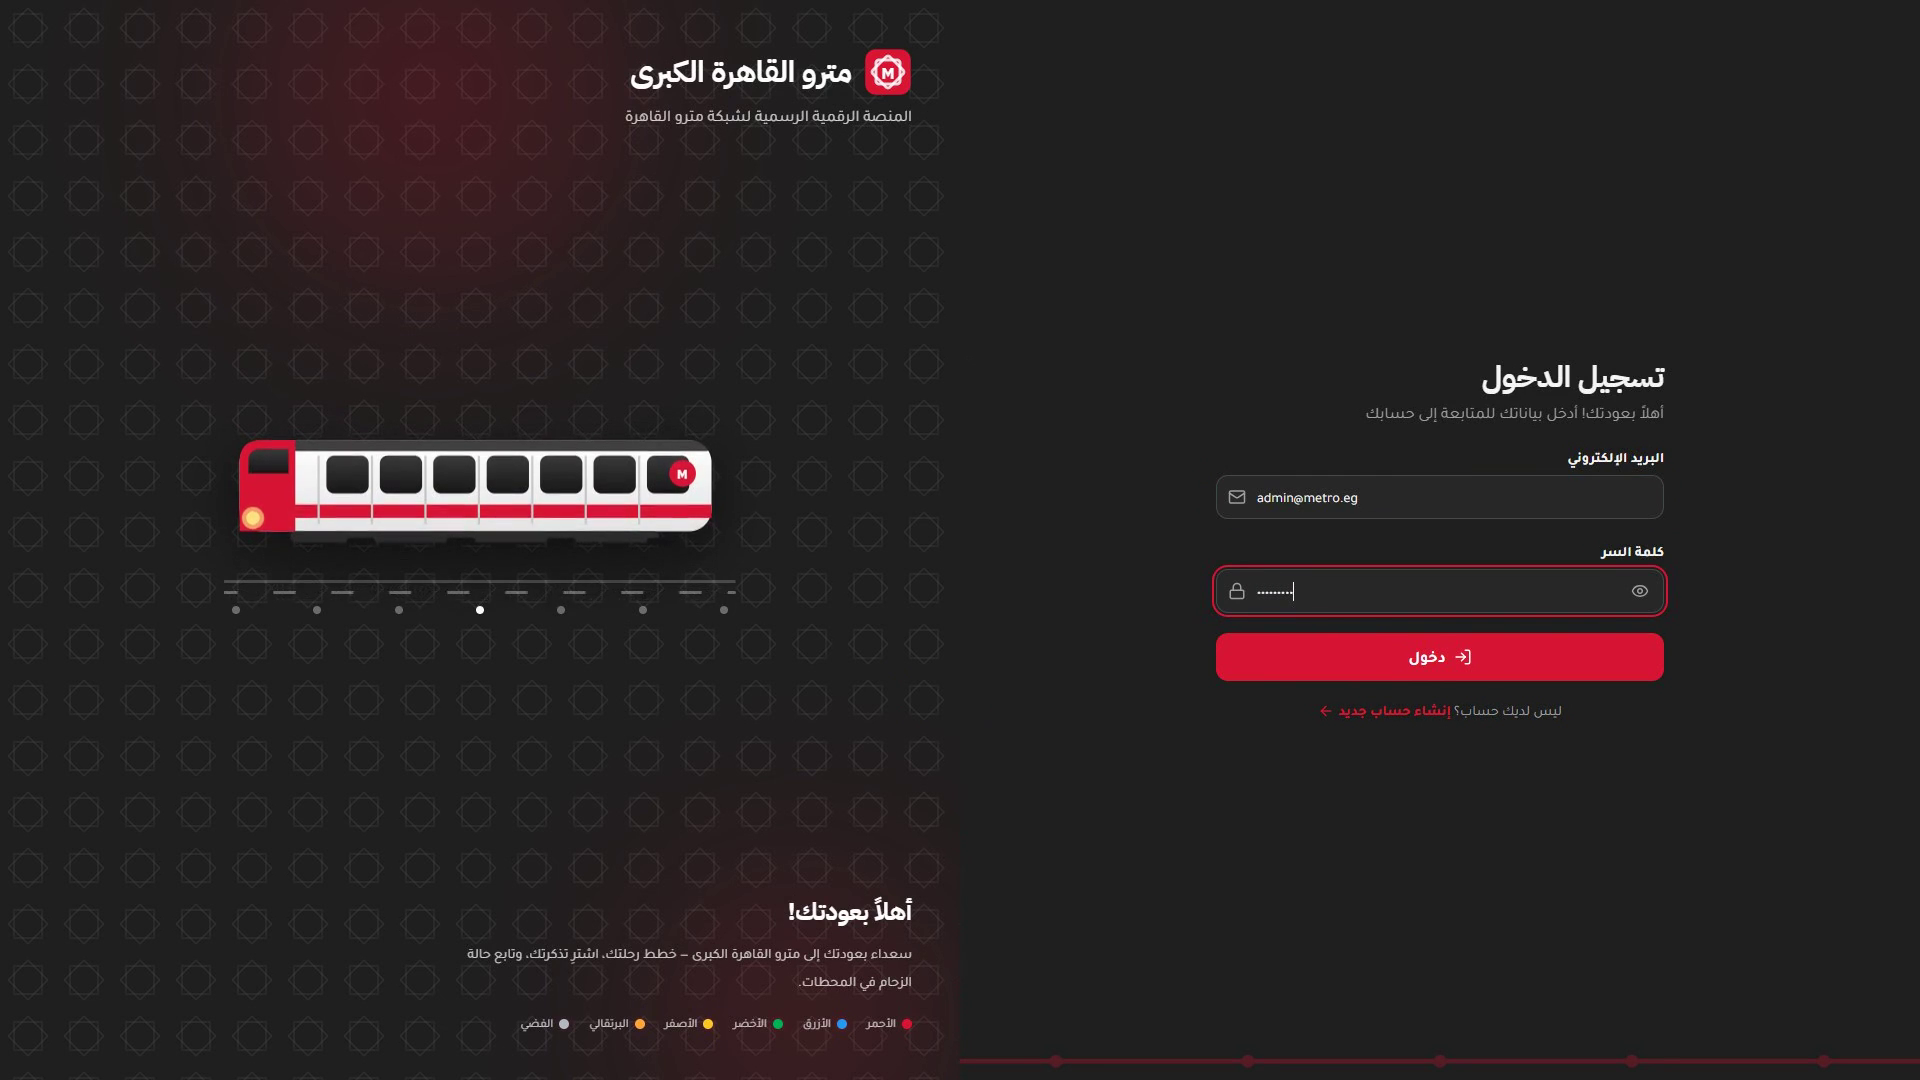 مترو القاهرة الكبرى
المنصة الرقمية الرسمية لشبكة مترو القاهرة
M
M
أهلاً بعودتك!
سعداء بعودتك إلى مترو القاهرة الكبرى – خطط رحلتك، اشترِ تذكرتك، وتابع حالة
الزحام في المحطات.
الأحمر
الأزرق
الأخضر
الأصفر
البرتقالي
الفضي
تسجيل الدخول
أهلاً بعودتك! أدخل بياناتك للمتابعة إلى حسابك
البريد الإلكتروني
admin@metro.eg
كلمة السر
•••••••••
دخول
ليس لديك حساب؟ إنشاء حساب جديد ←